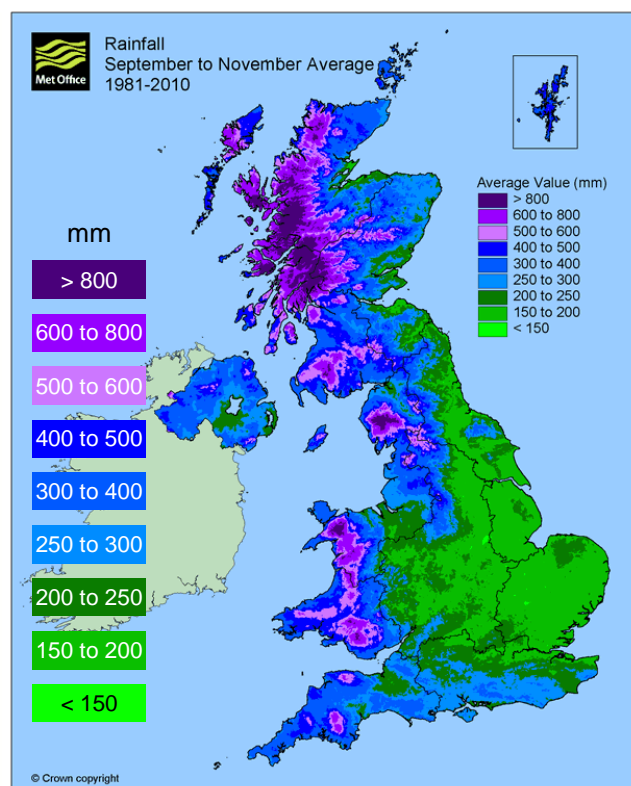 Met Office
Rainfall
September to November Average
1981-2010
Average Value (mm)
> 800
600 to 800
500 to 600
400 to 500
300 to 400
250 to 300
200 to 250
150 to 200
< 150
mm
> 800
600 to 800
500 to 600
400 to 500
300 to 400
250 to 300
200 to 250
150 to 200
< 150
© Crown copyright